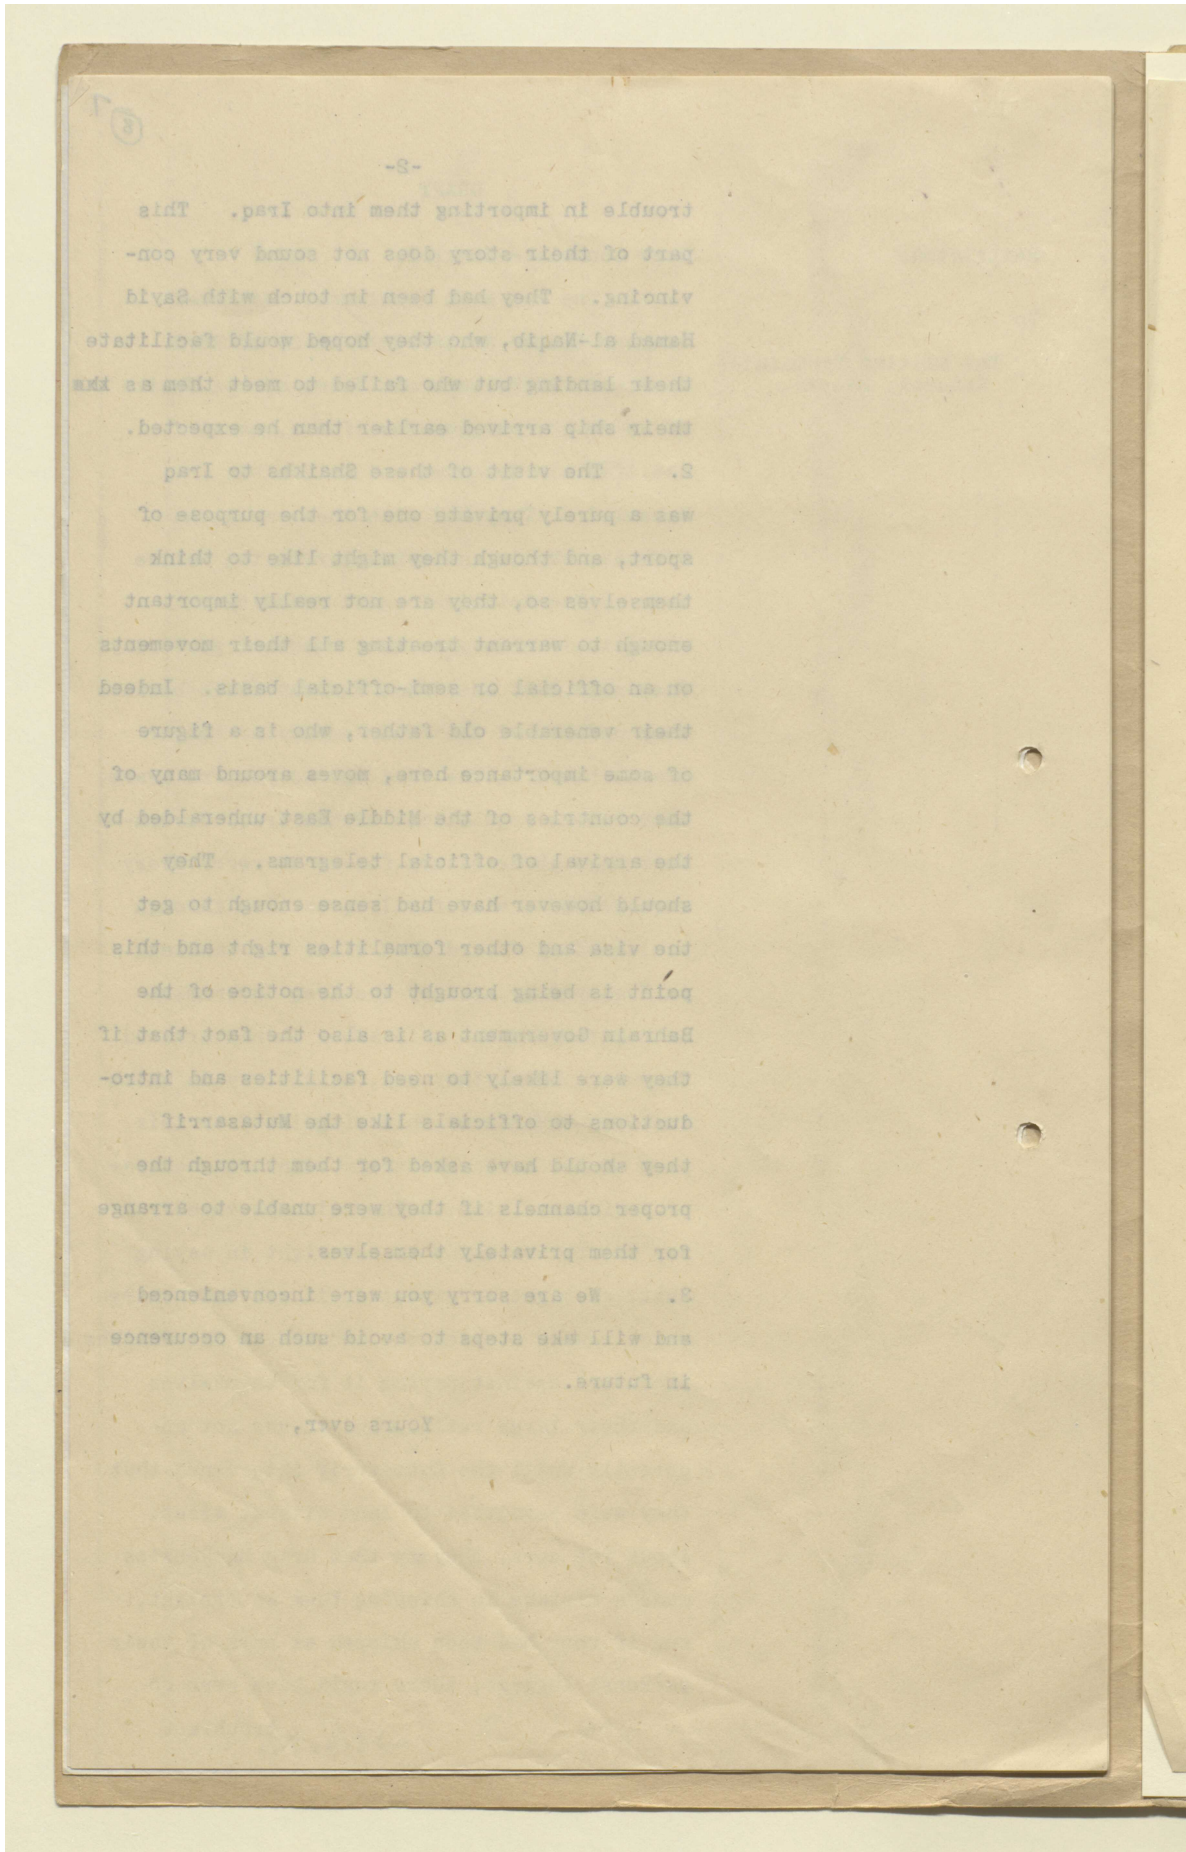 -2-
trouble in importing them into Iraq. This
part of their story does not sound very con-
vincing. They had been in touch with Sayid
Hamad al-Naqib, who they hoped would facilitate
their landing but who failed to meet them as
their ship arrived earlier than he expected.
2. The visit of these Shaikhs to Iraq
was a purely private one for the purpose of
sport, and though they might like to think
themselves so, they are not really important
enough to warrant treating all their movements
on an official or semi-official basis. Indeed
their venerable old father, who is a figure
of some importance here, moves around many of
the countries of the Middle East unheralded by
the arrival of official telegrams. They
should however have had sense enough to get
the visa and other formalities right and this
point is being brought to the notice of the
Bahrain Government as is also the fact that if
they were likely to need facilities and intro-
ductions to officials like the Mutasarrif
they should have asked for them through the
proper channels if they were unable to arrange
for them privately themselves.
3. We are sorry you were inconvenienced
and will tke steps to avoid such an occurence
in future.
Yours ever,